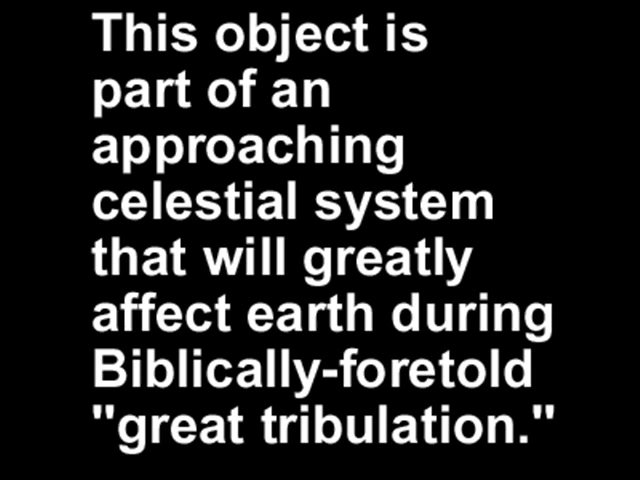 This object is
part of an
approaching
celestial system
that will greatly
affect earth during
Biblically-foretold
"great tribulation."